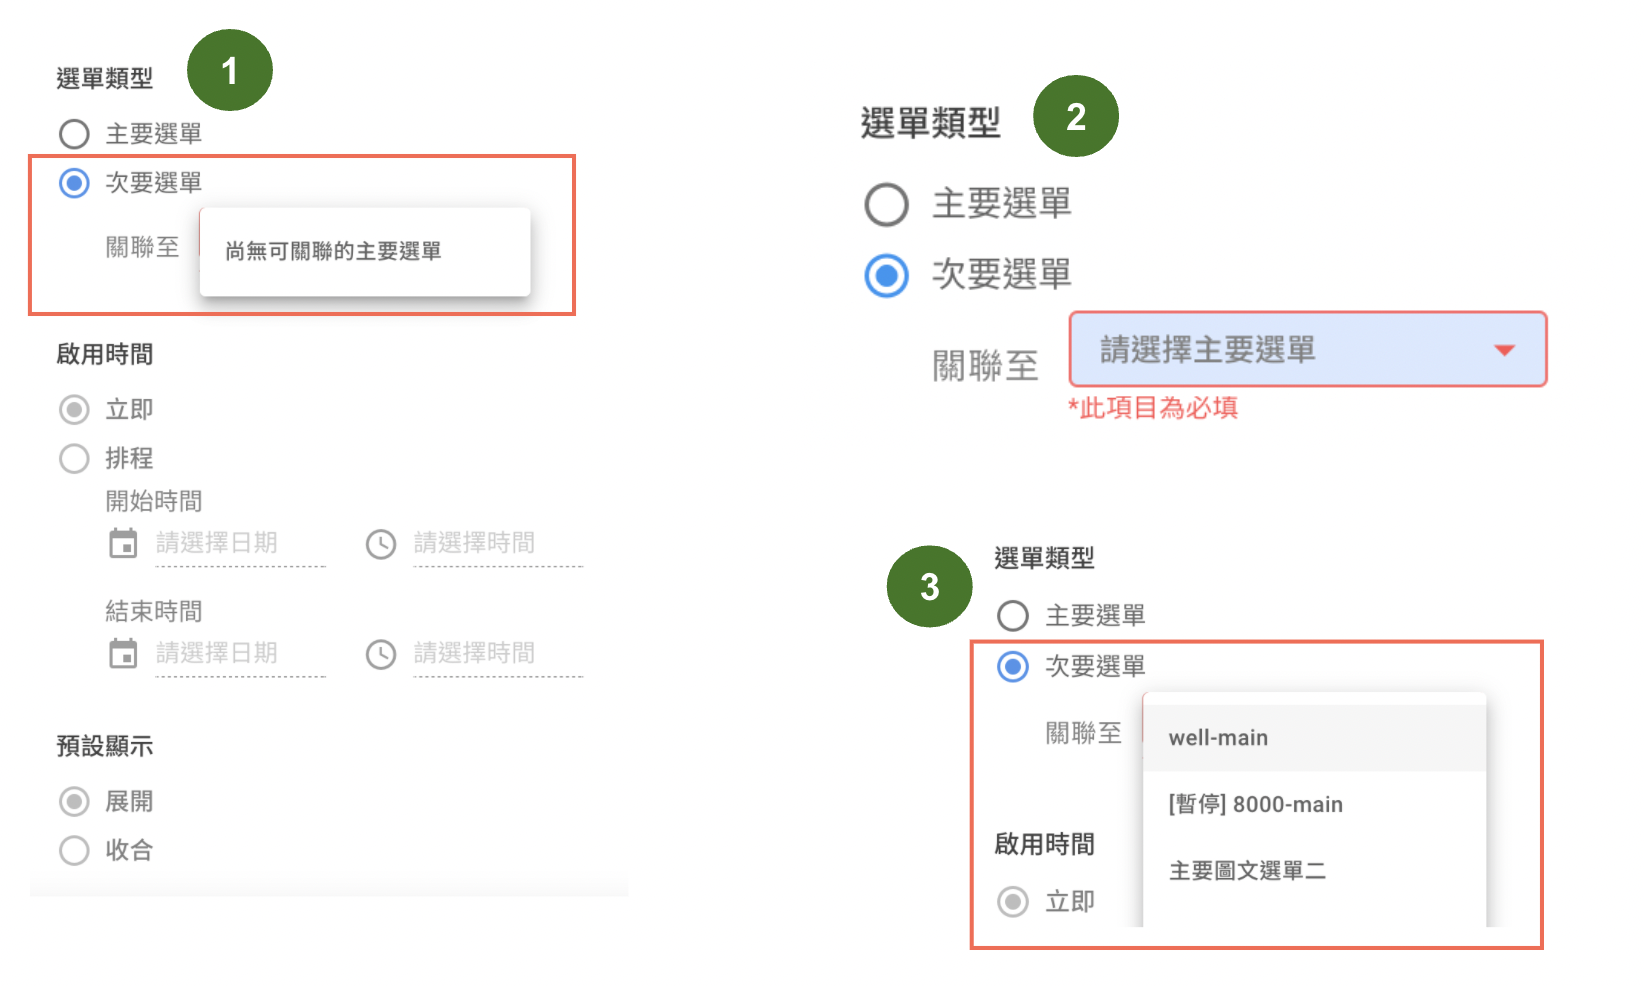 選單類型
1
主要選單
次要選單
關聯至
尚無可關聯的主要選單
啟用時間
立即
排程
開始時間
請選擇日期
請選擇時間
結束時間
請選擇日期
請選擇時間
預設顯示
展開
收合
選單類型
2
主要選單
次要選單
關聯至
請選擇主要選單
*此項目為必填
3
選單類型
主要選單
次要選單
關聯至
well-main
[暫停] 8000-main
主要圖文選單二
啟用時間
立即